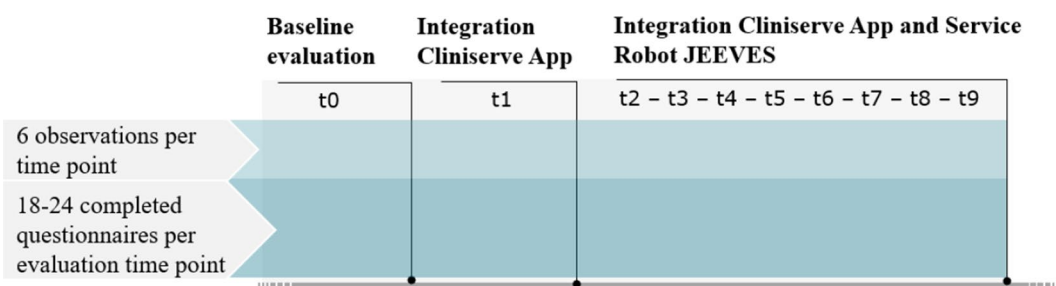 Baseline
evaluation
Integration
Cliniserve App
Integration Cliniserve App and Service
Robot JEEVES
t0
t1
t2 – t3 – t4 – t5 – t6 – t7 – t8 – t9
6 observations per
time point
18-24 completed
questionnaires per
evaluation time point